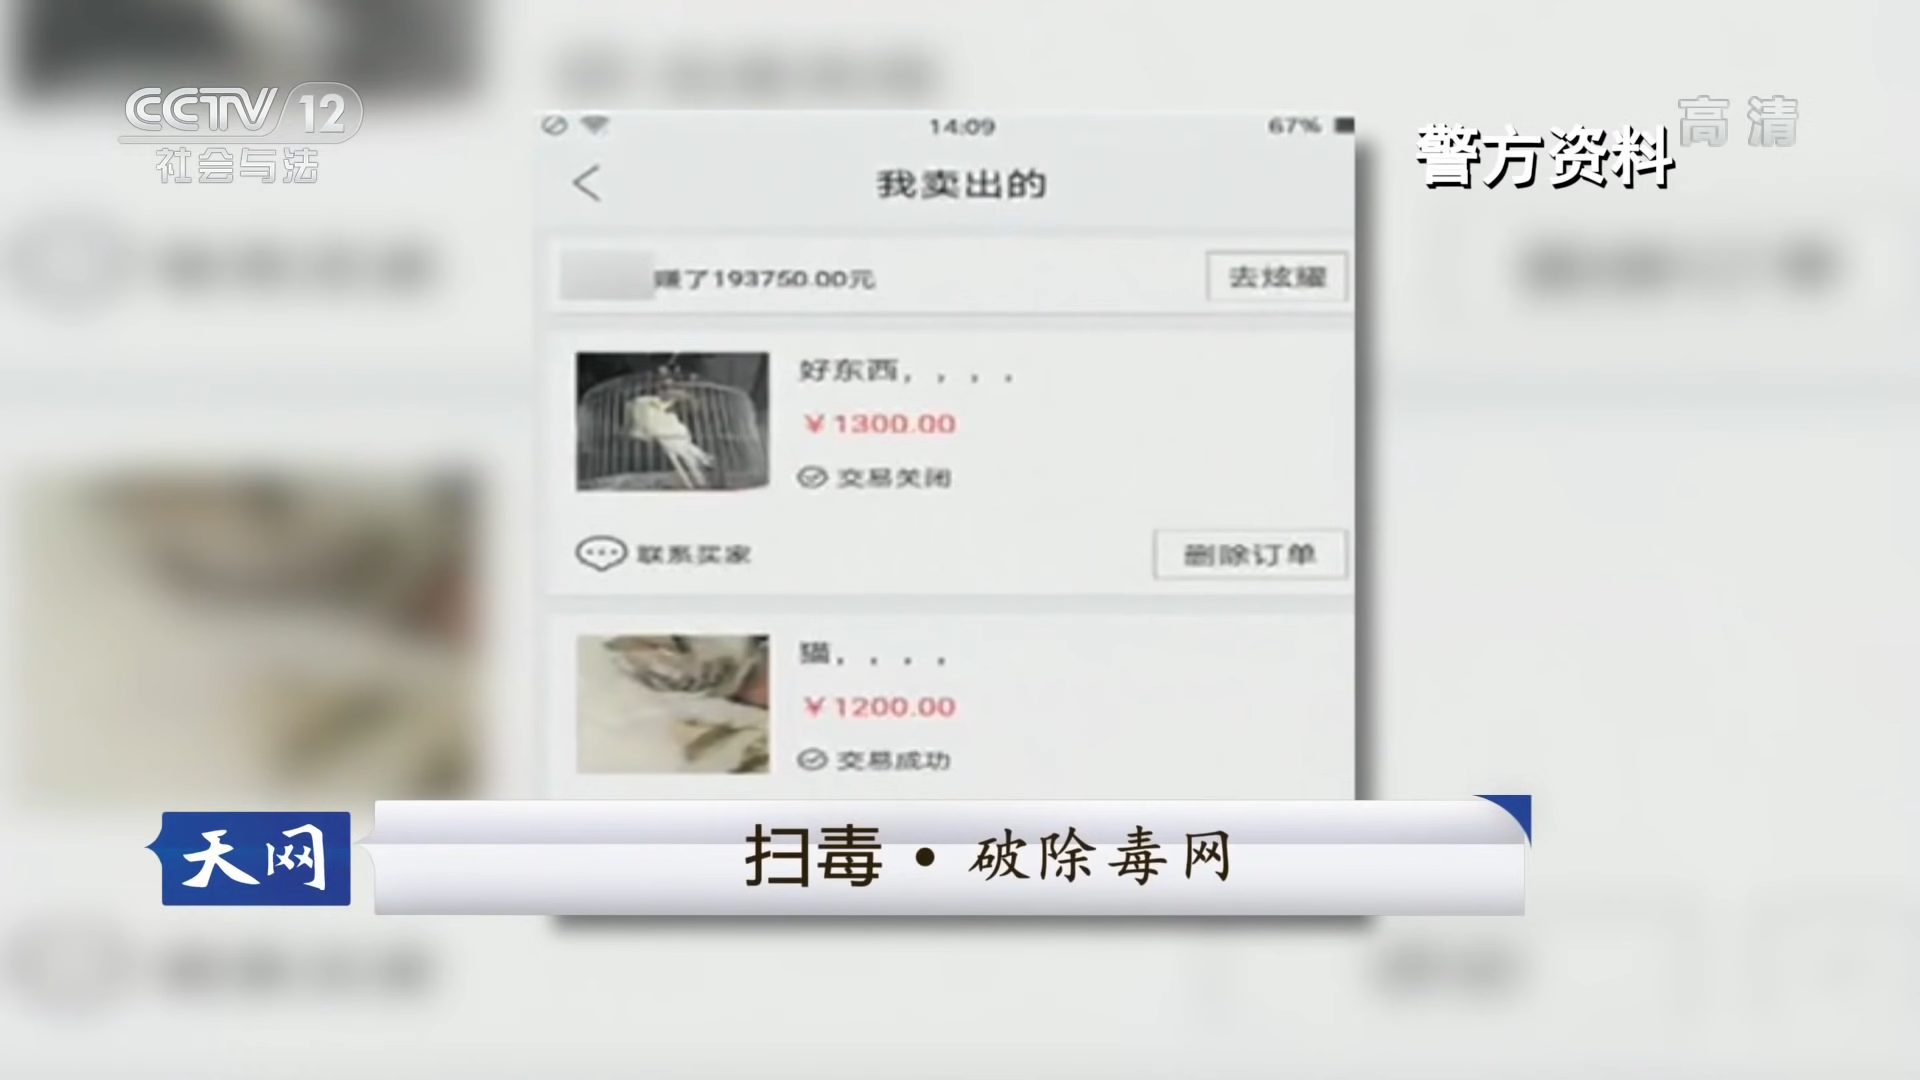 CCTV 12
社会与法
高清
警方资料
14:09
67%
我卖出的
赚了193750.00元
去炫耀
好东西，，，，
￥1300.00
交易关闭
联系买家
删除订单
猫，，，，
￥1200.00
交易成功
天网
扫毒·破除毒网